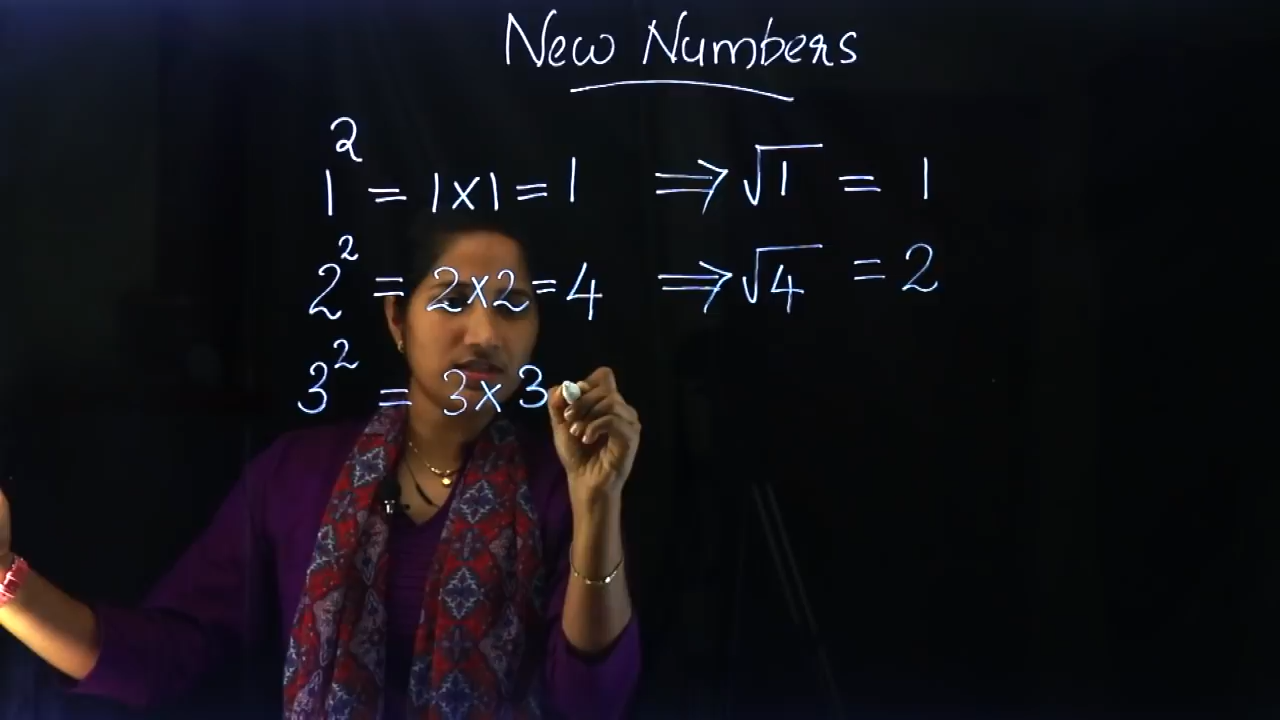 New Numbers
1² = 1x1 = 1 ⟹ √1 = 1
2² = 2x2 = 4 ⟹ √4 = 2
3² = 3x3